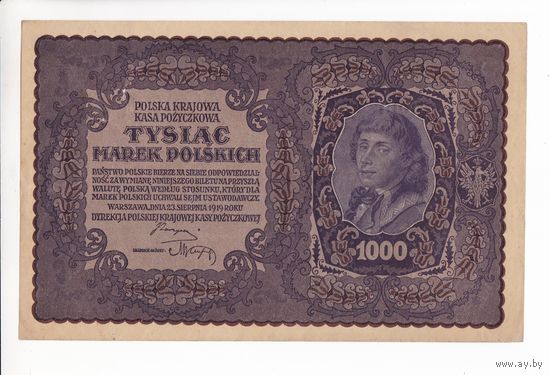 POLSKA KRAJOWA
KASA POŻYCZKOWA
TYSIĄC
MAREK POLSKICH
PAŃSTWO POLSKIE BIERZE NA SIEBIE ODPOWIEDZIAL-
NOŚĆ ZA WYMIANĘ NINIEJSZEGO BILETU NA PRZYSZŁĄ
WALUTĘ POLSKĄ WEDŁUG STOSUNKU, KTÓRY DLA
MAREK POLSKICH UCHWALI SEJM USTAWODAWCZY.
WARSZAWA, DNIA 23. SIERPNIA 1919 ROKU
DYREKCJA POLSKIEJ KRAJOWEJ KASY POŻYCZKOWEJ
1000
www.ay.by